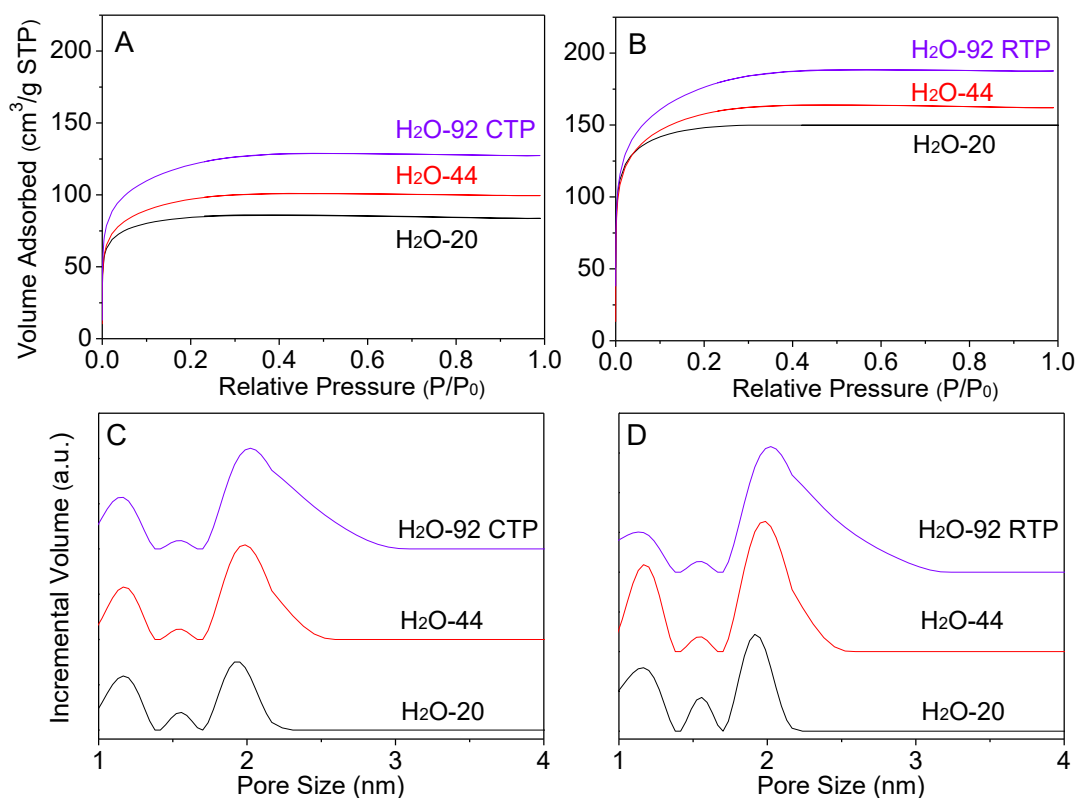 A
H₂O-92 CTP
H₂O-44
H₂O-20
200
150
100
50
0
0.0 0.2 0.4 0.6 0.8 1.0
Volume Adsorbed (cm³/g STP)
Relative Pressure (P/P₀)
B
H₂O-92 RTP
H₂O-44
H₂O-20
200
150
100
50
0
0.0 0.2 0.4 0.6 0.8 1.0
Relative Pressure (P/P₀)
C
H₂O-92 CTP
H₂O-44
H₂O-20
1 2 3 4
Incremental Volume (a.u.)
Pore Size (nm)
D
H₂O-92 RTP
H₂O-44
H₂O-20
1 2 3 4
Pore Size (nm)